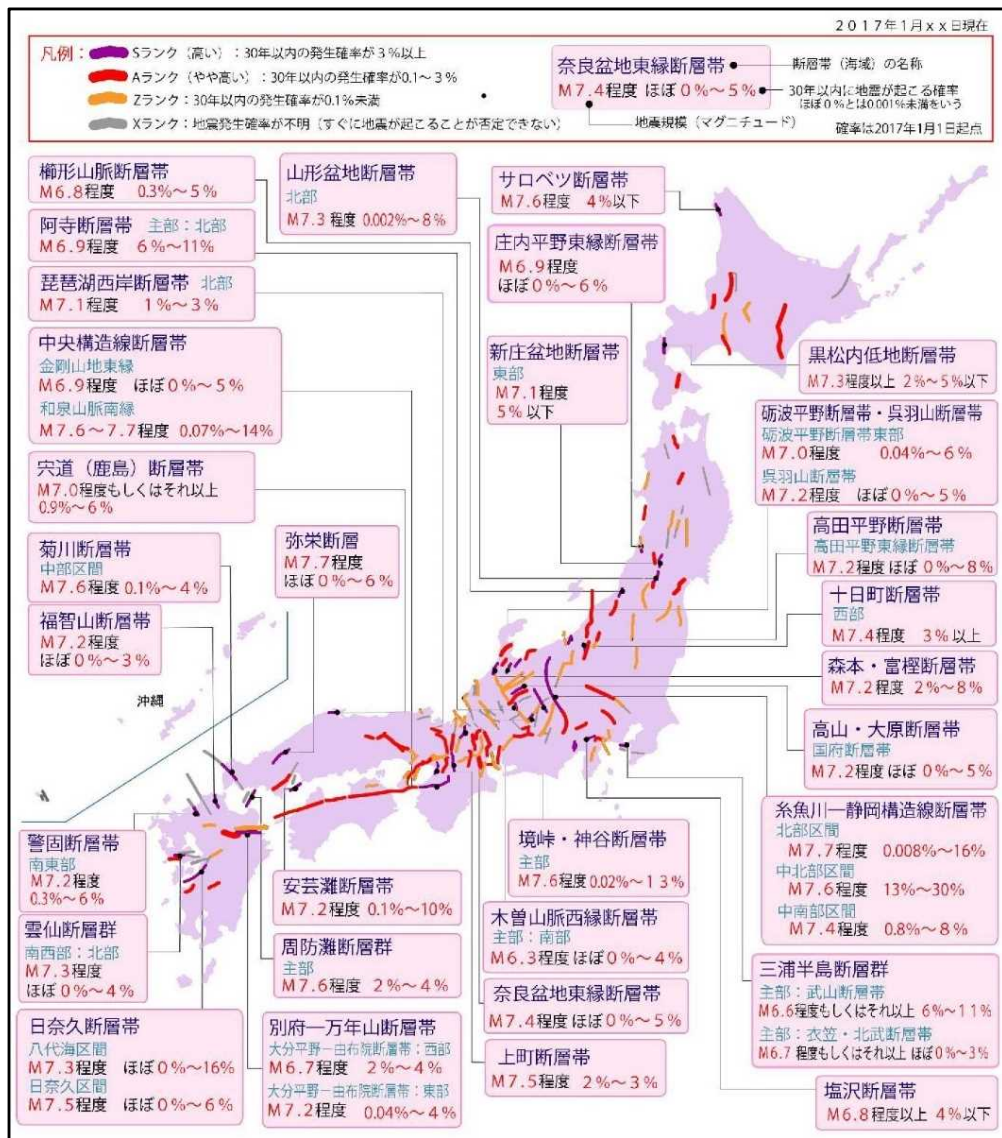 2017年1月xx日現在
凡例：
Sランク（高い）：30年以内の発生確率が3％以上
Aランク（やや高い）：30年以内の発生確率が0.1～3％
Zランク：30年以内の発生確率が0.1％未満
Xランク：地震発生確率が不明（すぐに地震が起こることが否定できない）
奈良盆地東縁断層帯
M7.4程度 ほぼ0％～5％
断層帯（海域）の名称
30年以内に地震が起こる確率
ほぼ0％とは0.001％未満をいう
地震規模（マグニチュード）
確率は2017年1月1日起点
櫛形山脈断層帯
M6.8程度 0.3％～5％
阿寺断層帯 主部：北部
M6.9程度 6％～11％
琵琶湖西岸断層帯 北部
M7.1程度 1％～3％
中央構造線断層帯
金剛山地東縁
M6.9程度 ほぼ0％～5％
和泉山脈南縁
M7.6～7.7程度 0.07％～14％
宍道（鹿島）断層帯
M7.0程度もしくはそれ以上
0.9％～6％
菊川断層帯
中部区間
M7.6程度 0.1％～4％
福智山断層帯
M7.2程度
ほぼ0％～3％
沖縄
弥栄断層
M7.7程度
ほぼ0％～6％
山形盆地断層帯
北部
M7.3程度 0.002％～8％
サロベツ断層帯
M7.6程度 4％以下
庄内平野東縁断層帯
M6.9程度
ほぼ0％～6％
新庄盆地断層帯
東部
M7.1程度
5％以下
黒松内低地断層帯
M7.3程度以上 2％～5％以下
砺波平野断層帯・呉羽山断層帯
砺波平野断層帯東部
M7.0程度 0.04％～6％
呉羽山断層帯
M7.2程度 ほぼ0％～5％
高田平野断層帯
高田平野東縁断層帯
M7.2程度 ほぼ0％～8％
十日町断層帯
西部
M7.4程度 3％以上
森本・富樫断層帯
M7.2程度 2％～8％
高山・大原断層帯
国府断層帯
M7.2程度 ほぼ0％～5％
糸魚川―静岡構造線断層帯
北部区間
M7.7程度 0.008％～16％
中北部区間
M7.6程度 13％～30％
中南部区間
M7.4程度 0.8％～8％
三浦半島断層群
主部：武山断層帯
M6.6程度もしくはそれ以上 6％～11％
主部：衣笠・北武断層帯
M6.7程度もしくはそれ以上 ほぼ0％～3％
塩沢断層帯
M6.8程度以上 4％以下
警固断層帯
南東部
M7.2程度
0.3％～6％
雲仙断層群
南西部：北部
M7.3程度
ほぼ0％～4％
日奈久断層帯
八代海区間
M7.3程度 ほぼ0％～16％
日奈久区間
M7.5程度 ほぼ0％～6％
安芸灘断層帯
M7.2程度 0.1％～10％
周防灘断層群
主部
M7.6程度 2％～4％
別府―万年山断層帯
大分平野―由布院断層帯：西部
M6.7程度 2％～4％
大分平野―由布院断層帯：東部
M7.2程度 0.04％～4％
境峠・神谷断層帯
主部
M7.6程度 0.02％～13％
木曽山脈西縁断層帯
主部：南部
M6.3程度 ほぼ0％～4％
奈良盆地東縁断層帯
M7.4程度 ほぼ0％～5％
上町断層帯
M7.5程度 2％～3％